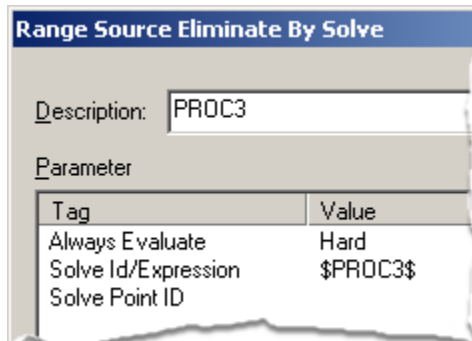 Range Source Eliminate By Solve
Description: PROC3
Parameter
Tag Value
Always Evaluate Hard
Solve Id/Expression $PROC3$
Solve Point ID